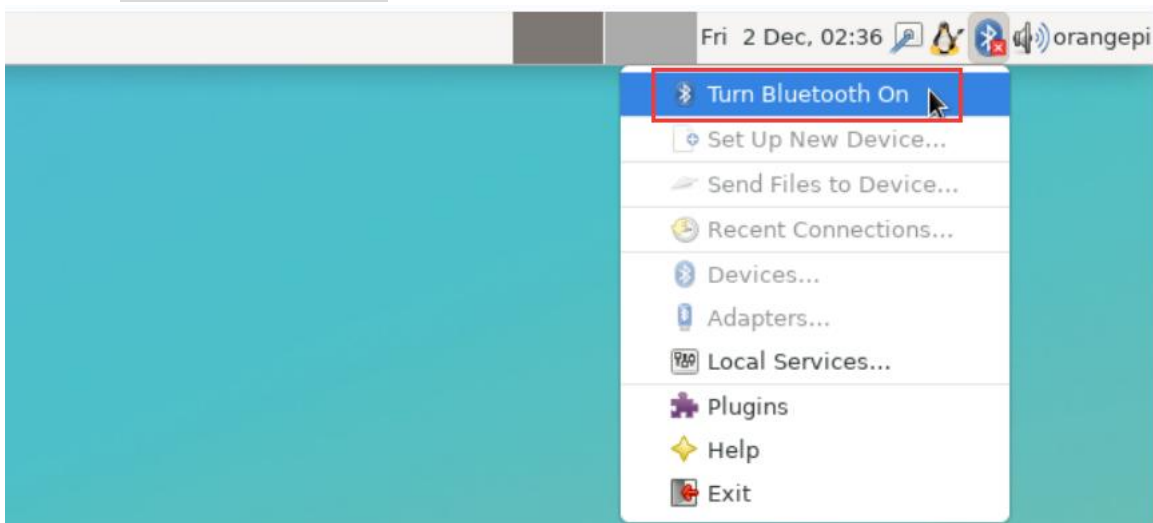 Fri 2 Dec, 02:36 orangepi
Turn Bluetooth On
Set Up New Device...
Send Files to Device...
Recent Connections...
Devices...
Adapters...
Local Services...
Plugins
Help
Exit